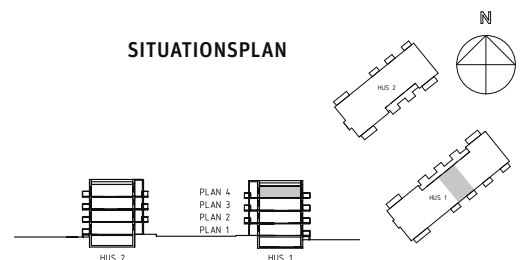 N
SITUATIONSPLAN
HUS 2
HUS 1
PLAN 4
PLAN 3
PLAN 2
PLAN 1
HUS 2
HUS 1